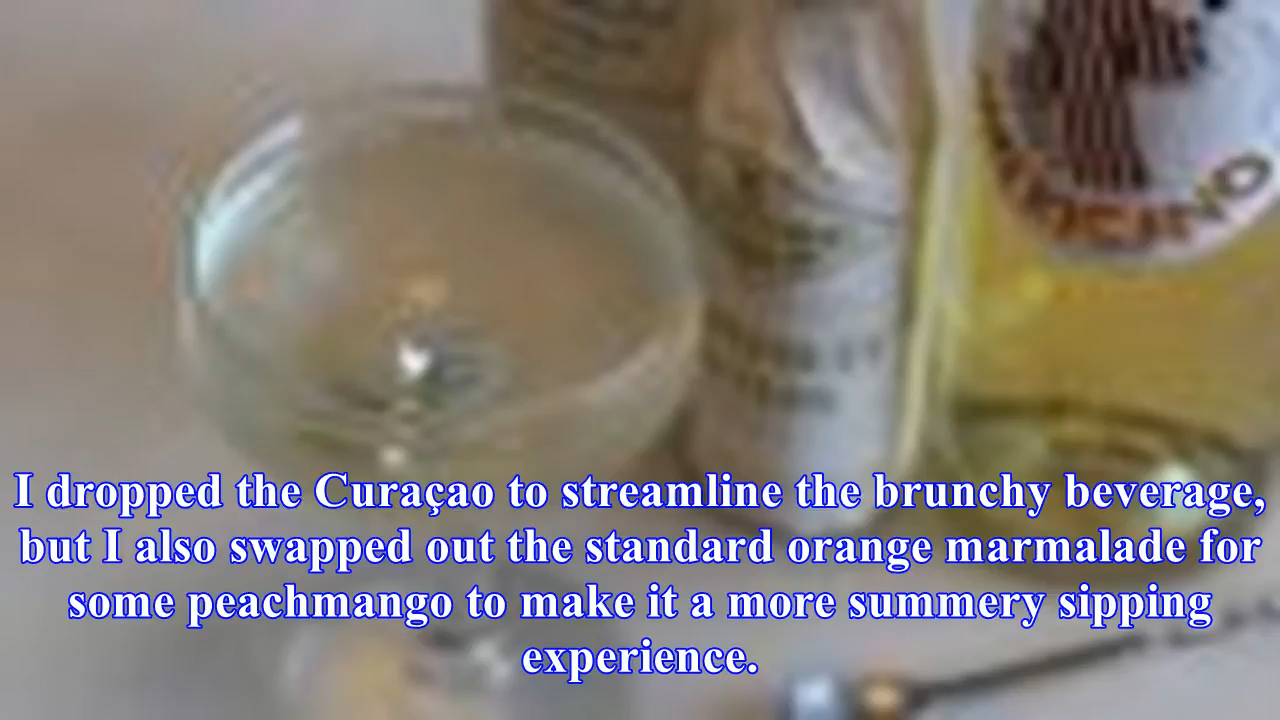 I dropped the Curaçao to streamline the brunchy beverage,
but I also swapped out the standard orange marmalade for
some peachmango to make it a more summery sipping
experience.